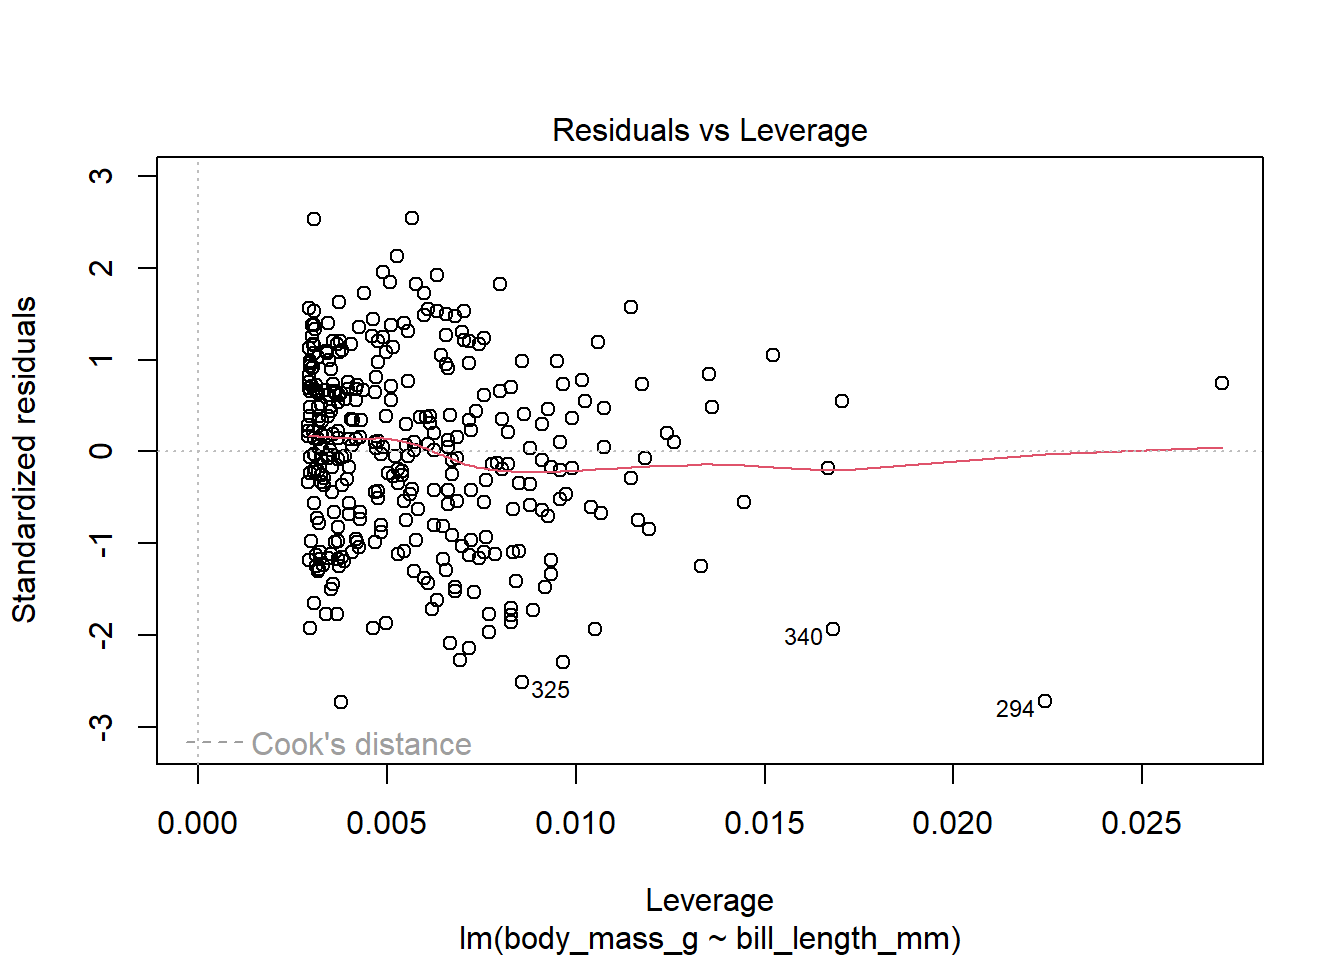 Residuals vs Leverage
Standardized residuals
3
2
1
0
-1
-2
-3
340
325
294
Cook's distance
0.000 0.005 0.010 0.015 0.020 0.025
Leverage
lm(body_mass_g ~ bill_length_mm)